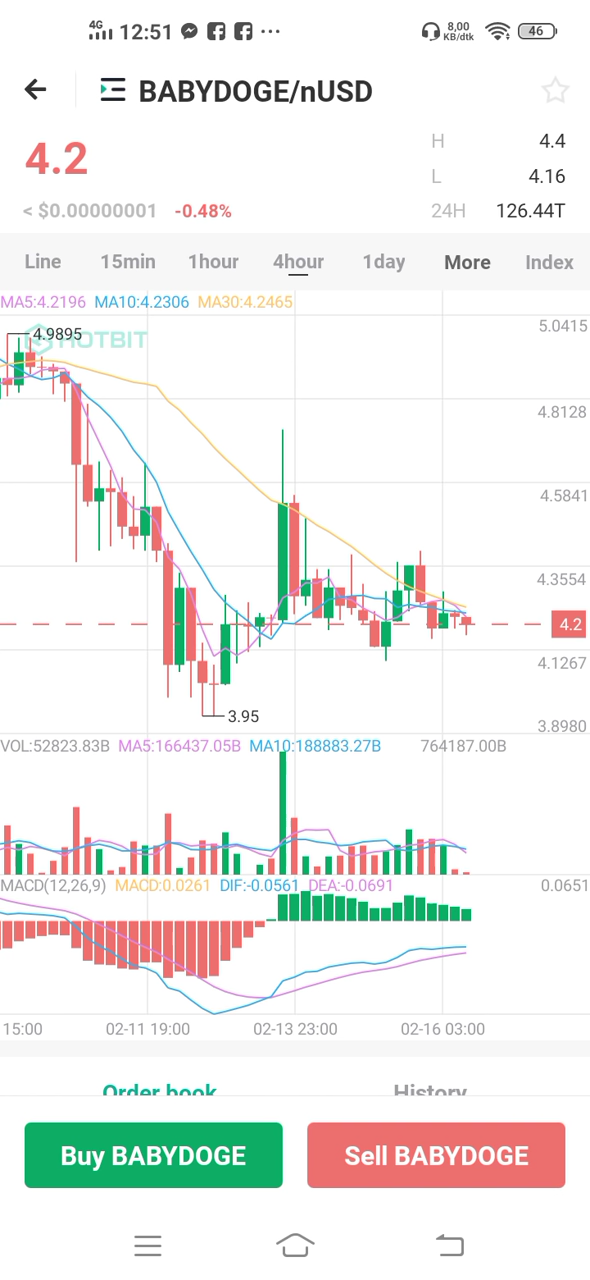 4G 12:51 8,00 KB/dtk 46
BABYDOGE/nUSD
4.2
H 4.4
L 4.16
< $0.00000001 -0.48% 24H 126.44T
Line 15min 1hour 4hour 1day More Index
MA5:4.2196 MA10:4.2306 MA30:4.2465
5.0415
4.9895
HOTBIT
4.8128
4.5841
4.3554
4.2
4.1267
3.95
3.8980
VOL:52823.83B MA5:166437.05B MA10:188883.27B 764187.00B
MACD(12,26,9) MACD:0.0261 DIF:-0.0561 DEA:-0.0691 0.0651
15:00 02-11 19:00 02-13 23:00 02-16 03:00
Order book History
Buy BABYDOGE Sell BABYDOGE